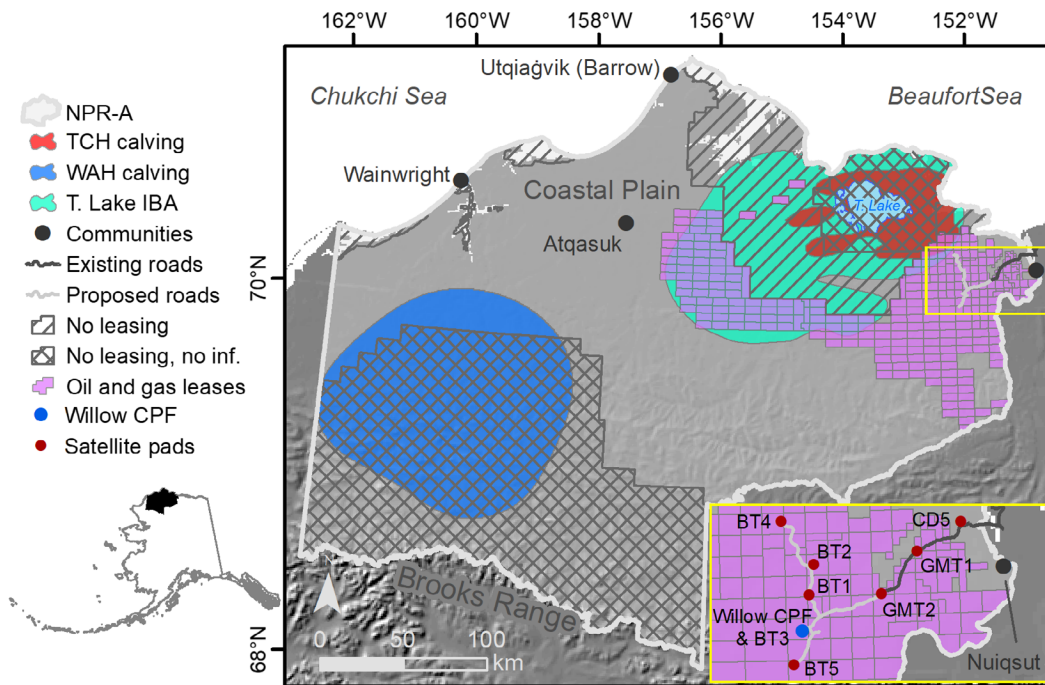 162°W 160°W 158°W 156°W 154°W 152°W
Utqiaġvik (Barrow)
Chukchi Sea
BeaufortSea
NPR-A
TCH calving
WAH calving
T. Lake IBA
Communities
Existing roads
Proposed roads
No leasing
No leasing, no inf.
Oil and gas leases
Willow CPF
Satellite pads
Wainwright
Coastal Plain
T. Lake
Atqasuk
70°N
68°N
Brooks Range
0 50 100
km
BT4
CD5
BT2
GMT1
BT1
GMT2
Willow CPF
& BT3
BT5
Nuiqsut